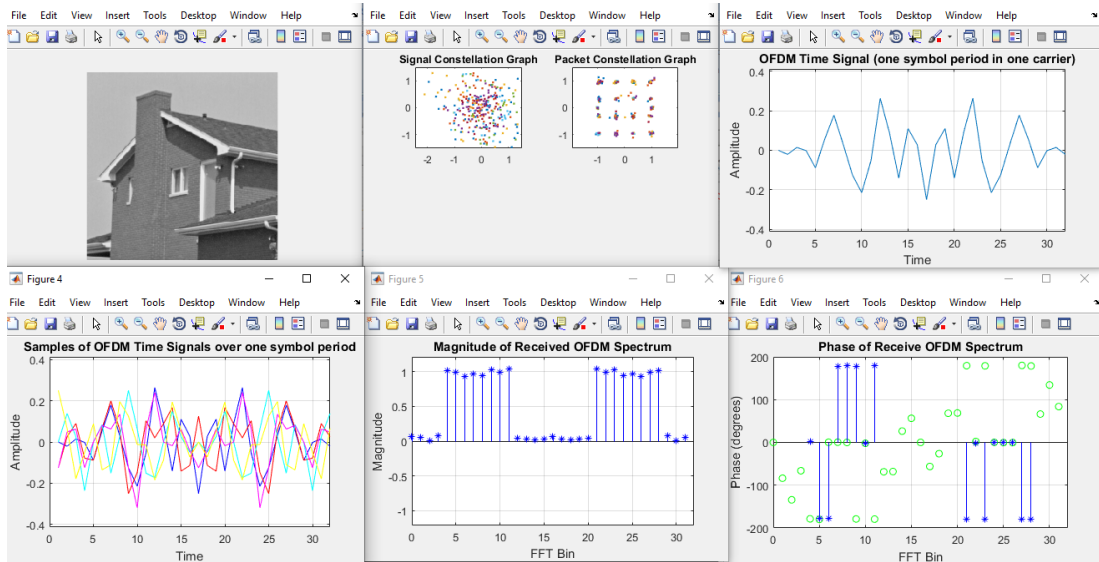 File Edit View Insert Tools Desktop Window Help
File Edit View Insert Tools Desktop Window Help
Signal Constellation Graph
1
0
-1
-2 -1 0 1
Packet Constellation Graph
1
0
-1
-1 0 1
File Edit View Insert Tools Desktop Window Help
OFDM Time Signal (one symbol period in one carrier)
0.4
0.2
0
-0.2
-0.4
Amplitude
0 5 10 15 20 25 30
Time
Figure 4
File Edit View Insert Tools Desktop Window Help
Samples of OFDM Time Signals over one symbol period
0.4
0.2
0
-0.2
-0.4
Amplitude
0 5 10 15 20 25 30
Time
Figure 5
File Edit View Insert Tools Desktop Window Help
Magnitude of Received OFDM Spectrum
1
0.5
0
-0.5
-1
Magnitude
0 10 20 30
FFT Bin
Figure 6
File Edit View Insert Tools Desktop Window Help
Phase of Receive OFDM Spectrum
200
100
0
-100
-200
Phase (degrees)
0 5 10 15 20 25 30
FFT Bin